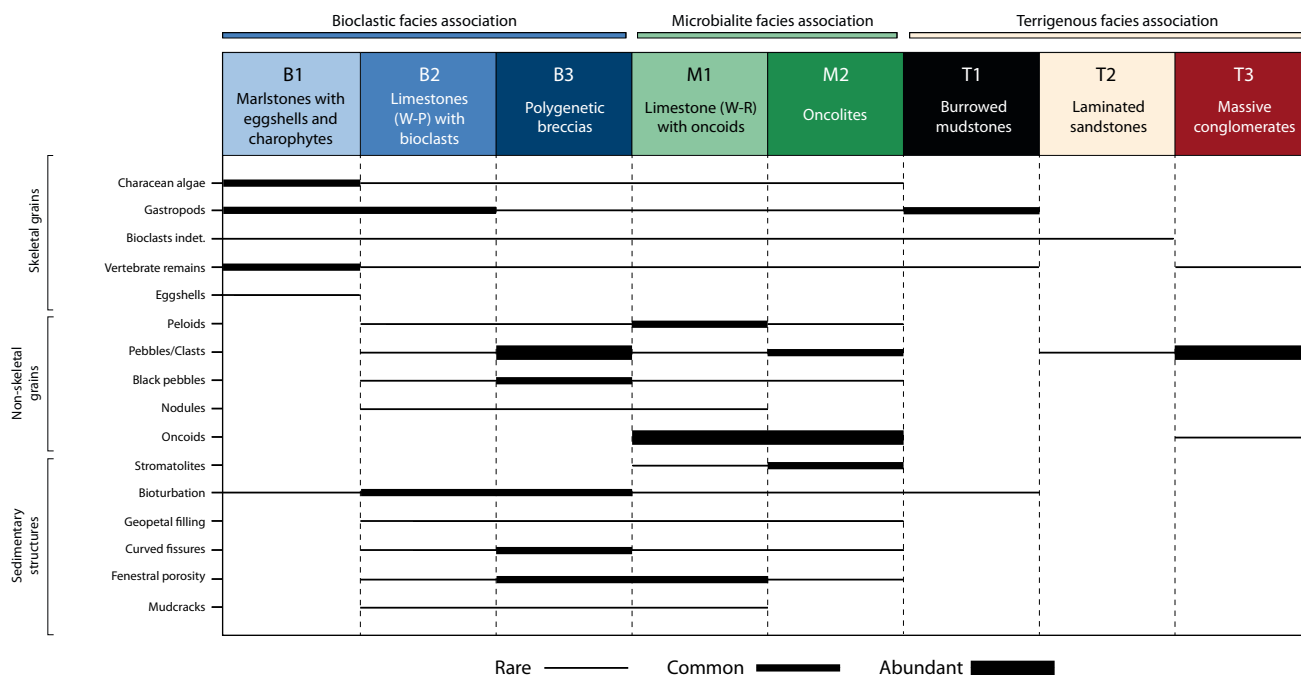 Bioclastic facies association
Microbialite facies association
Terrigenous facies association
B1
Marlstones with
eggshells and
charophytes
B2
Limestones
(W-P) with
bioclasts
B3
Polygenetic
breccias
M1
Limestone (W-R)
with oncoids
M2
Oncolites
T1
Burrowed
mudstones
T2
Laminated
sandstones
T3
Massive
conglomerates
Skeletal grains
Characean algae
Gastropods
Bioclasts indet.
Vertebrate remains
Eggshells
Non-skeletal
grains
Peloids
Pebbles/Clasts
Black pebbles
Nodules
Oncoids
Sedimentary
structures
Stromatolites
Bioturbation
Geopetal filling
Curved fissures
Fenestral porosity
Mudcracks
Rare
Common
Abundant